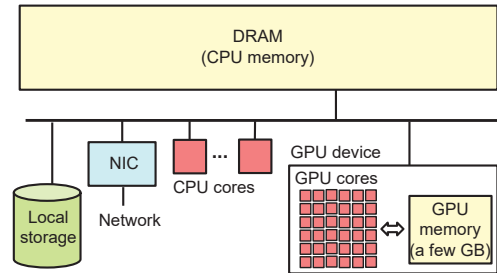 DRAM
(CPU memory)
NIC
...
CPU cores
Network
Local
storage
GPU device
GPU cores
GPU
memory
(a few GB)